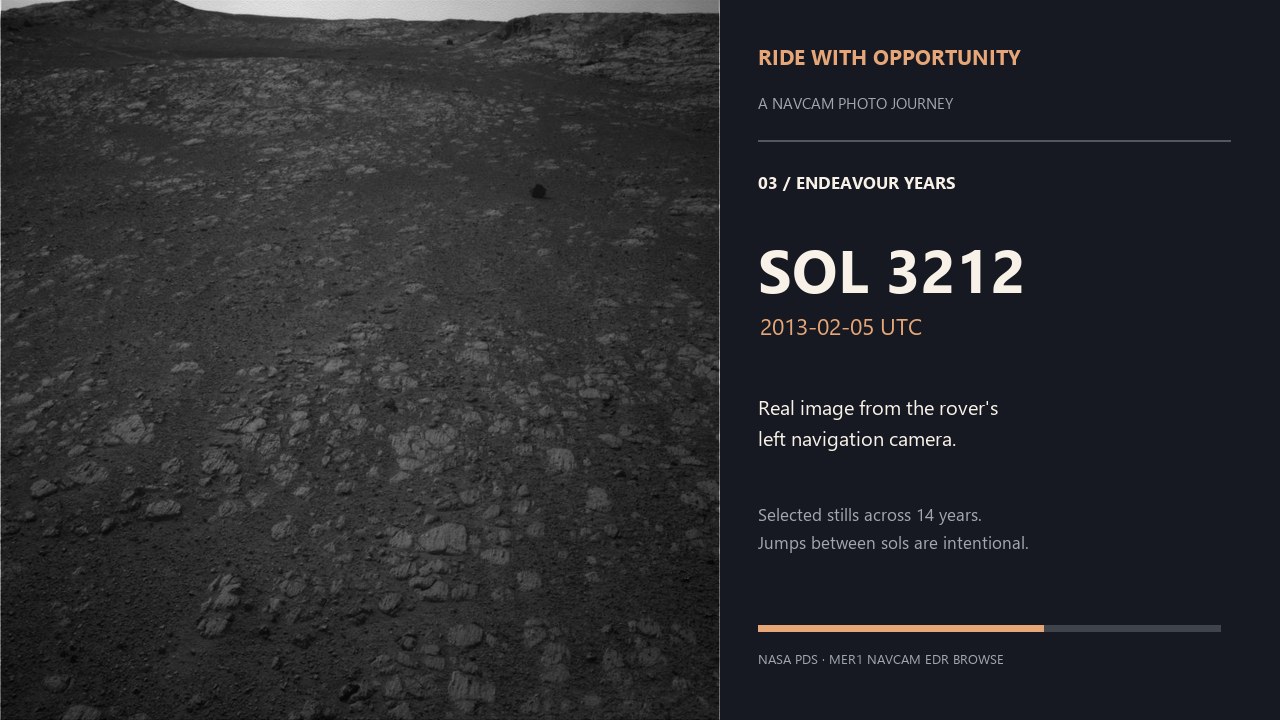 RIDE WITH OPPORTUNITY
A NAVCAM PHOTO JOURNEY
03 / ENDEAVOUR YEARS
SOL 3212
2013-02-05 UTC
Real image from the rover's
left navigation camera.
Selected stills across 14 years.
Jumps between sols are intentional.
NASA PDS · MER1 NAVCAM EDR BROWSE